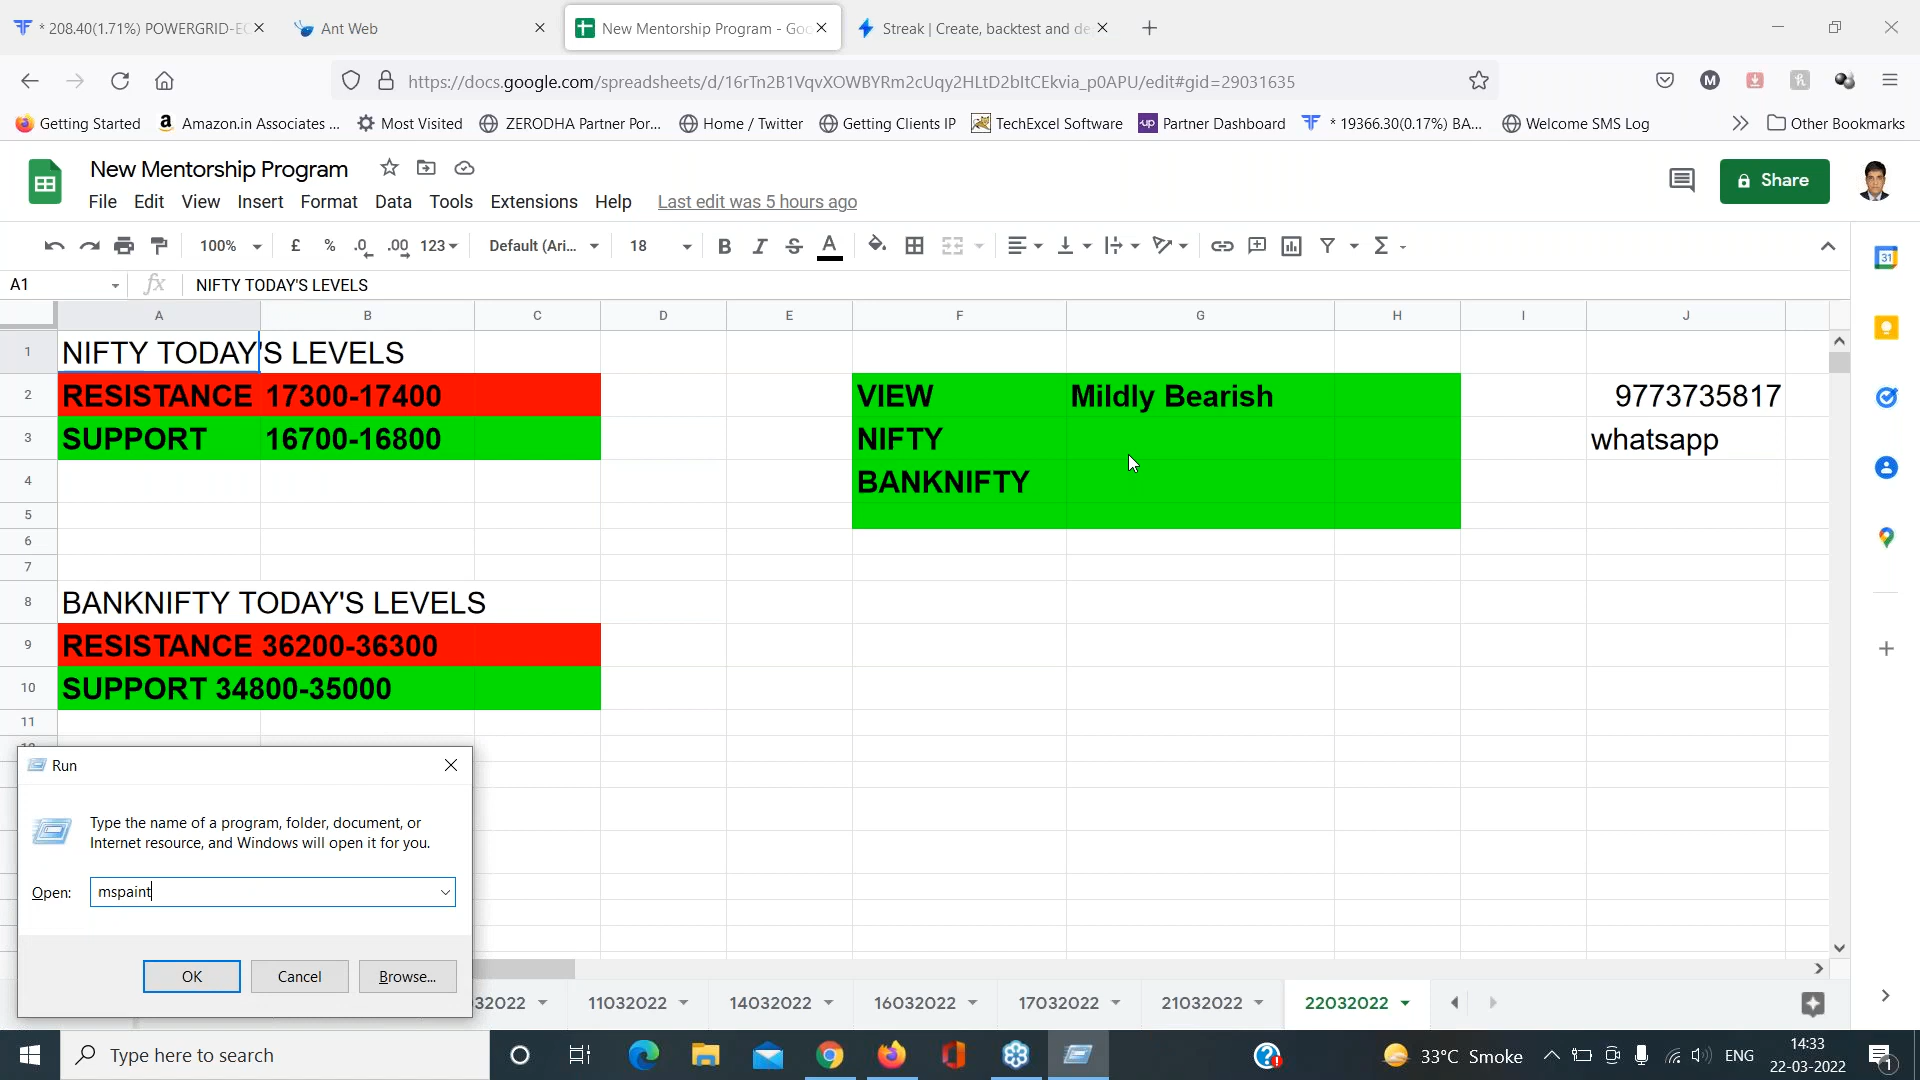 * 208.40(1.71%) POWERGRID-EC
Ant Web
New Mentorship Program - Goo
Streak | Create, backtest and de
https://docs.google.com/spreadsheets/d/16rTn2B1VqvXOWBYRm2cUqy2HLtD2bltCEkvia_p0APU/edit#gid=29031635
Getting Started
Amazon.in Associates ...
Most Visited
ZERODHA Partner Por...
Home / Twitter
Getting Clients IP
TechExcel Software
Partner Dashboard
* 19366.30(0.17%) BA...
Welcome SMS Log
Other Bookmarks
New Mentorship Program
File Edit View Insert Format Data Tools Extensions Help Last edit was 5 hours ago
Share
100% £ % .0 .00 123 Default (Ari... 18 B I S A
A1 fx NIFTY TODAY'S LEVELS
A B C D E F G H I J
1 NIFTY TODAY'S LEVELS
2 RESISTANCE 17300-17400 VIEW Mildly Bearish 9773735817
3 SUPPORT 16700-16800 NIFTY whatsapp
4 BANKNIFTY
5
6
7
8 BANKNIFTY TODAY'S LEVELS
9 RESISTANCE 36200-36300
10 SUPPORT 34800-35000
11
Run
Type the name of a program, folder, document, or
Internet resource, and Windows will open it for you.
Open: mspaint
OK Cancel Browse...
32022 11032022 14032022 16032022 17032022 21032022 22032022
Type here to search
33°C Smoke
ENG
14:33
22-03-2022
1